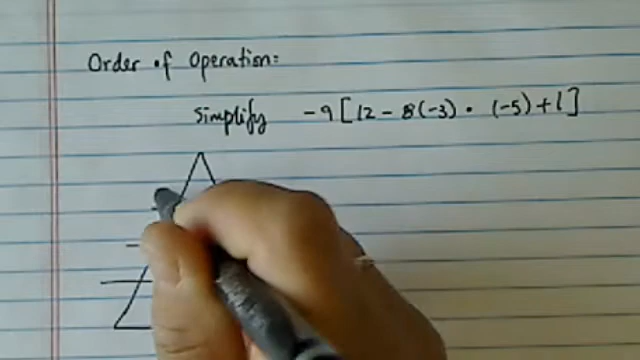 Order of Operation:
Simplify -9[12 - 8(-3) · (-5) + 1]